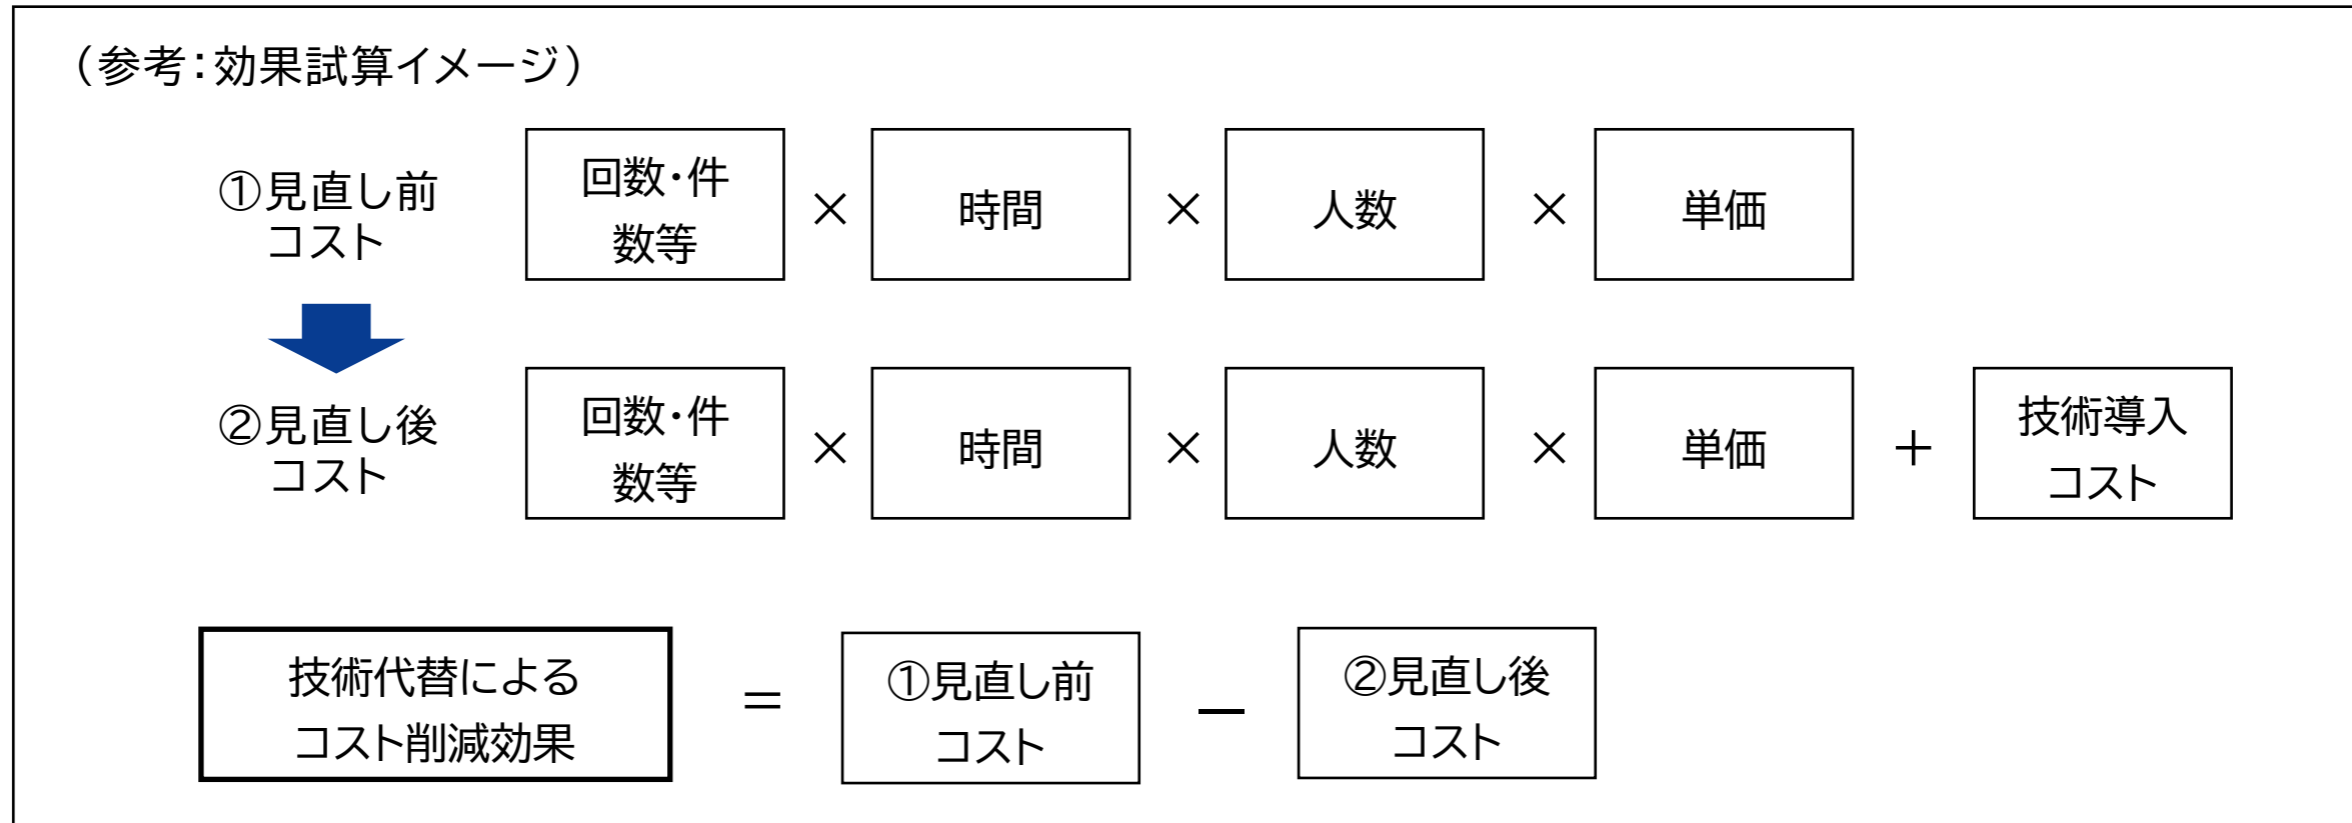 （参考：効果試算イメージ）
①見直し前
コスト
回数・件
数等
×
時間
×
人数
×
単価
②見直し後
コスト
回数・件
数等
×
時間
×
人数
×
単価
＋
技術導入
コスト
技術代替による
コスト削減効果
＝
①見直し前
コスト
－
②見直し後
コスト